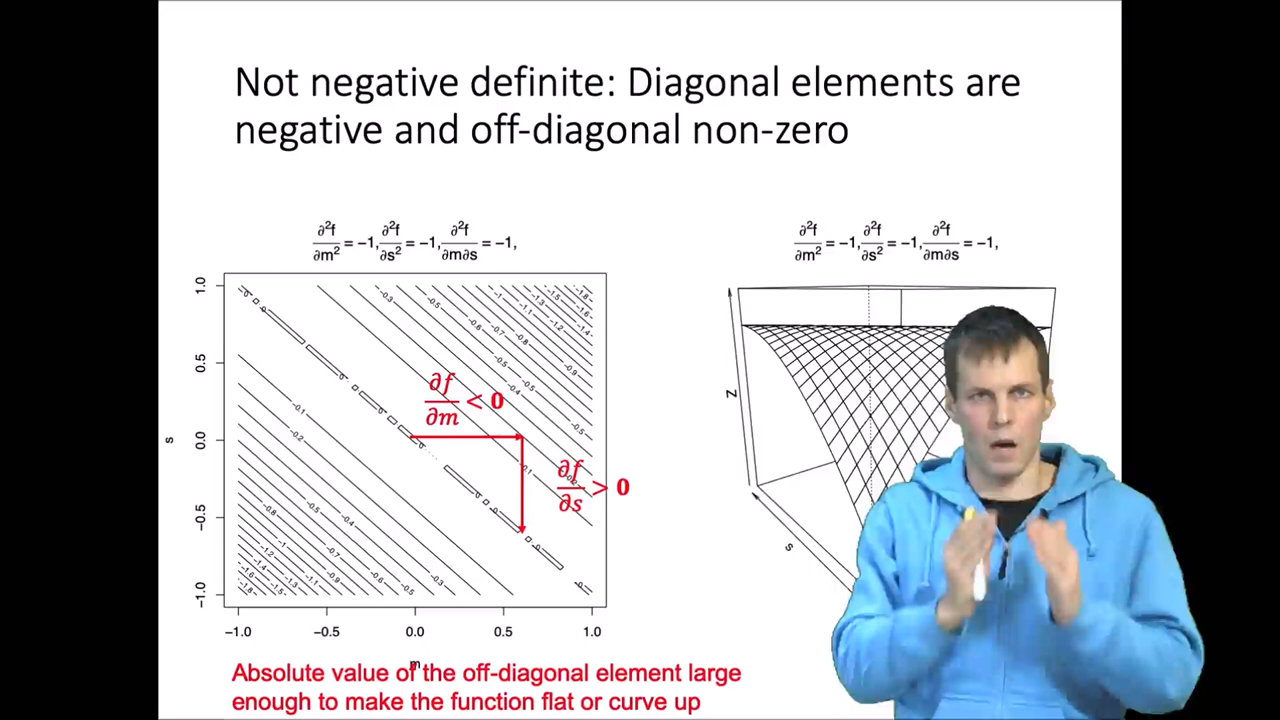 Not negative definite: Diagonal elements are
negative and off-diagonal non-zero
∂²f/∂m² = −1, ∂²f/∂s² = −1, ∂²f/∂m∂s = −1,
∂²f/∂m² = −1, ∂²f/∂s² = −1, ∂²f/∂m∂s = −1,
1.0
0.5
0.0
−0.5
−1.0
s
∂f/∂m < 0
∂f/∂s > 0
−1.0 −0.5 0.0 0.5 1.0
m
Z
s
Absolute value of the off-diagonal element large
enough to make the function flat or curve up